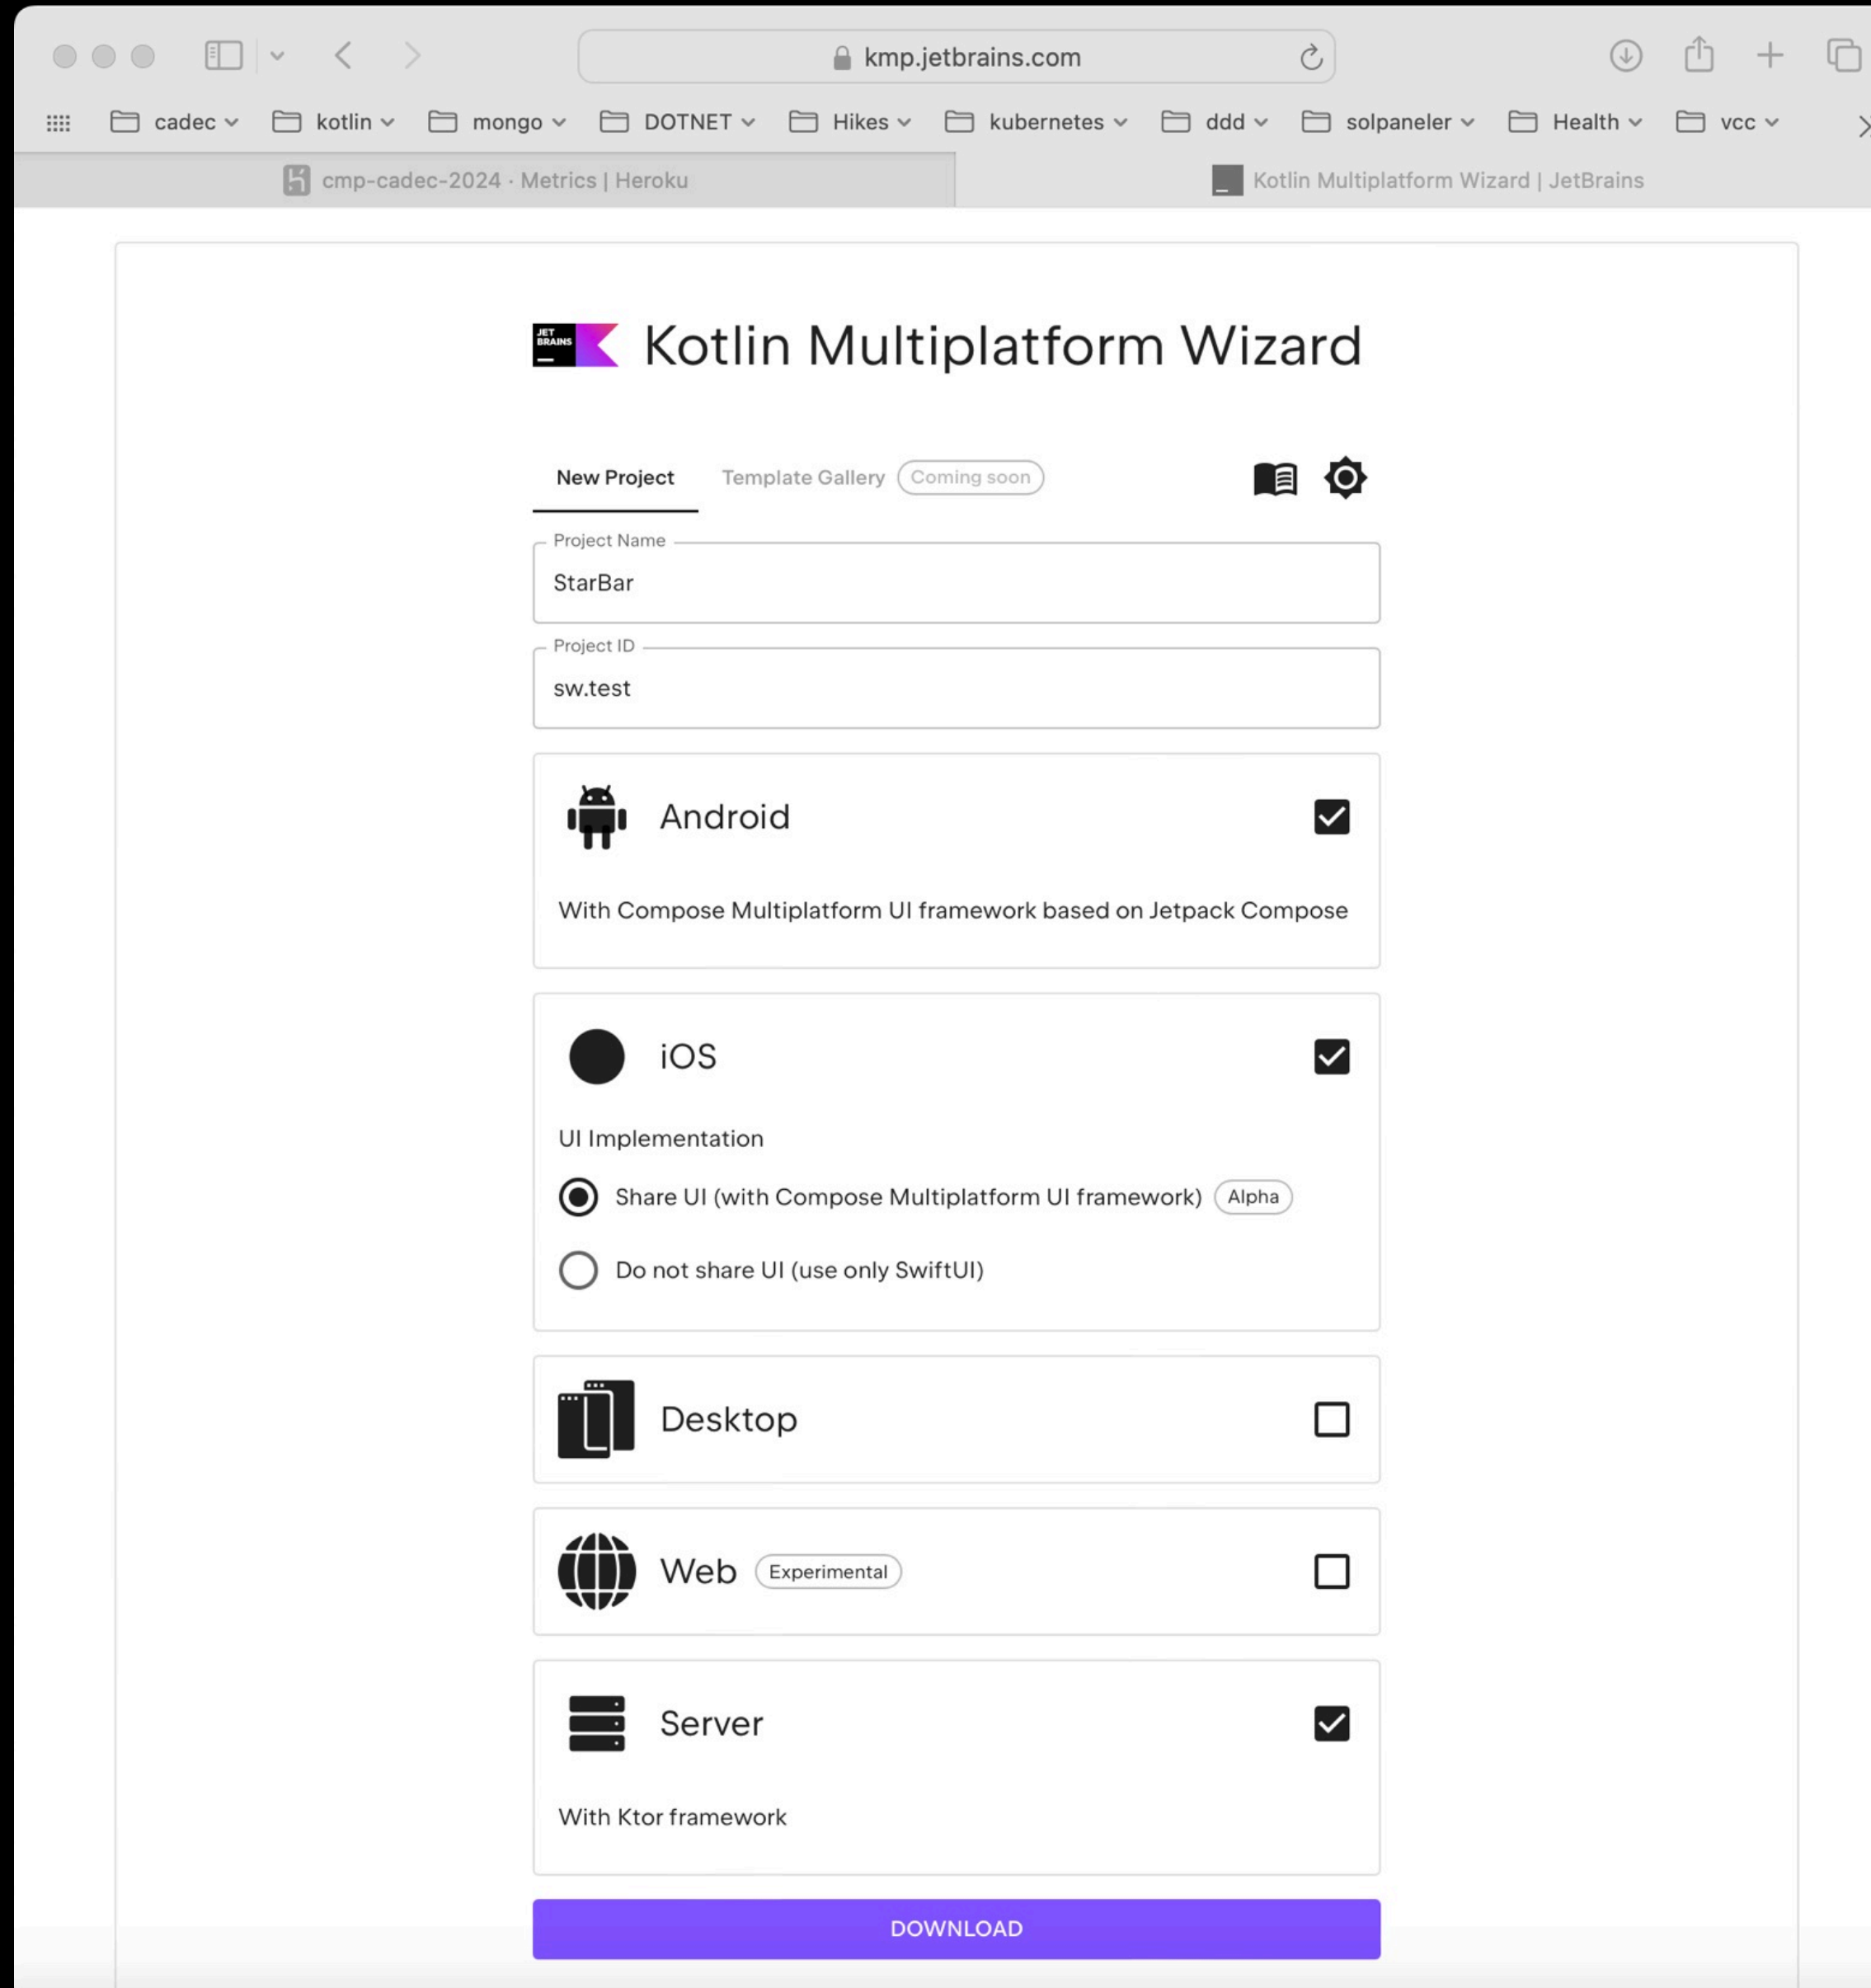 kmp.jetbrains.com
cadec kotlin mongo DOTNET Hikes kubernetes ddd solpaneler Health vcc
cmp-cadec-2024 · Metrics | Heroku
Kotlin Multiplatform Wizard | JetBrains
JET
BRAINS
Kotlin Multiplatform Wizard
New Project Template Gallery Coming soon
Project Name
StarBar
Project ID
sw.test
Android
With Compose Multiplatform UI framework based on Jetpack Compose
iOS
UI Implementation
Share UI (with Compose Multiplatform UI framework) Alpha
Do not share UI (use only SwiftUI)
Desktop
Web Experimental
Server
With Ktor framework
DOWNLOAD